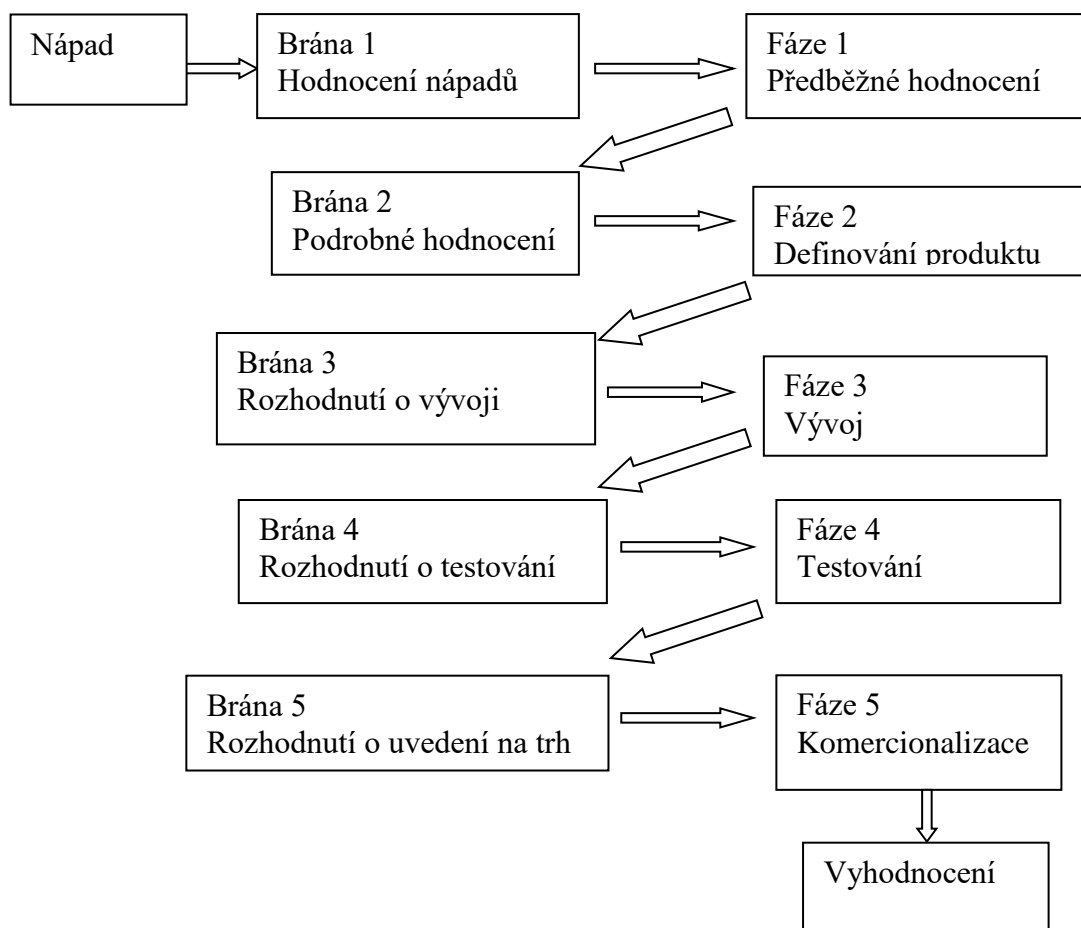 Nápad
Brána 1
Hodnocení nápadů
Fáze 1
Předběžné hodnocení
Brána 2
Podrobné hodnocení
Fáze 2
Definování produktu
Brána 3
Rozhodnutí o vývoji
Fáze 3
Vývoj
Brána 4
Rozhodnutí o testování
Fáze 4
Testování
Brána 5
Rozhodnutí o uvedení na trh
Fáze 5
Komercionalizace
Vyhodnocení